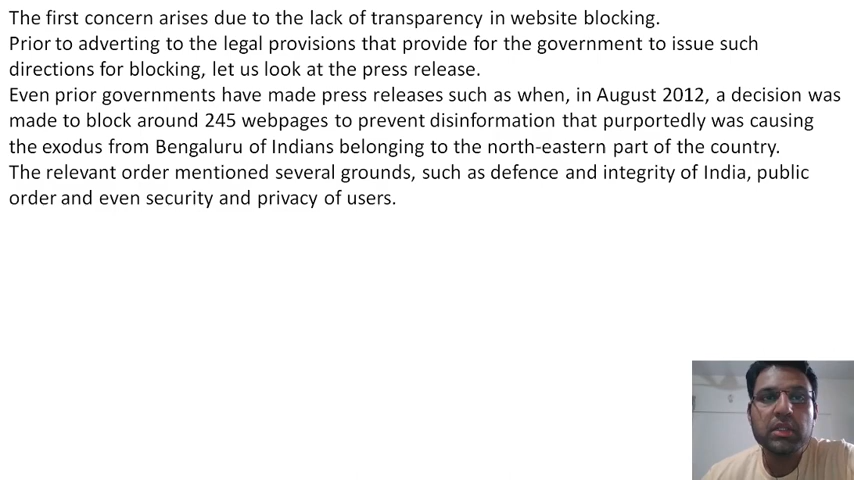 The first concern arises due to the lack of transparency in website blocking.
Prior to adverting to the legal provisions that provide for the government to issue such
directions for blocking, let us look at the press release.
Even prior governments have made press releases such as when, in August 2012, a decision was
made to block around 245 webpages to prevent disinformation that purportedly was causing
the exodus from Bengaluru of Indians belonging to the north-eastern part of the country.
The relevant order mentioned several grounds, such as defence and integrity of India, public
order and even security and privacy of users.